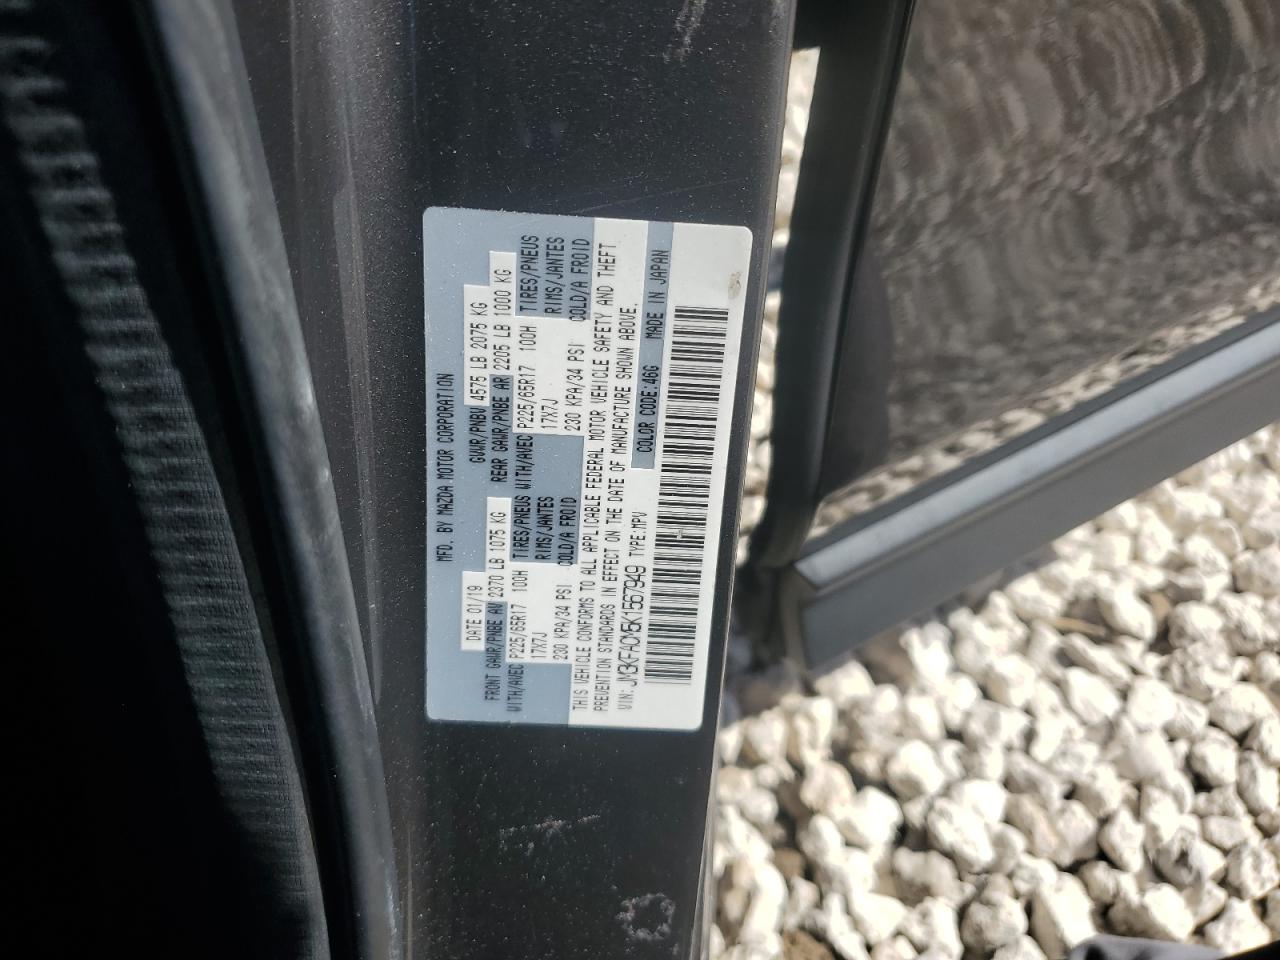 MFD. BY MAZDA MOTOR CORPORATION
DATE 01/19 GVWR/PNBV 4575 LB 2075 KG
FRONT GAWR/PNBE AV 2370 LB 1075 KG REAR GAWR/PNBE AR 2205 LB 1000 KG
WITH/AVEC P225/65R17 100H TIRES/PNEUS WITH/AVEC P225/65R17 100H TIRES/PNEUS
17X7J RIMS/JANTES 17X7J RIMS/JANTES
230 KPA/34 PSI COLD/A FROID 230 KPA/34 PSI COLD/A FROID
THIS VEHICLE CONFORMS TO ALL APPLICABLE FEDERAL MOTOR VEHICLE SAFETY AND THEFT
PREVENTION STANDARDS IN EFFECT ON THE DATE OF MANUFACTURE SHOWN ABOVE.
VIN: JM3KFACM5K1567949 TYPE:MPV COLOR CODE:46G MADE IN JAPAN